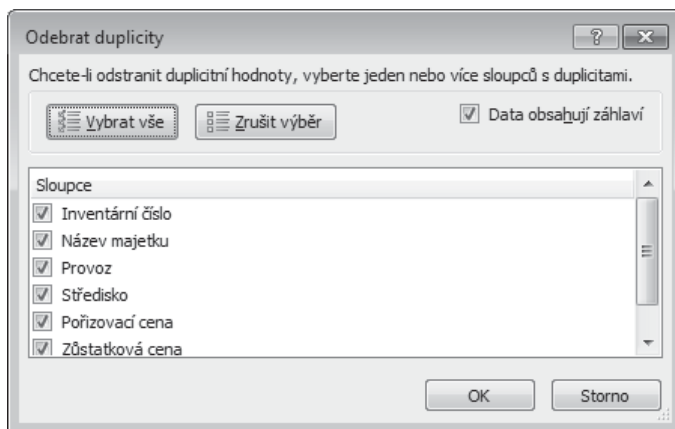 Odebrat duplicity
Chcete-li odstranit duplicitní hodnoty, vyberte jeden nebo více sloupců s duplicitami.
Vybrat vše
Zrušit výběr
Data obsahují záhlaví
Sloupce
Inventární číslo
Název majetku
Provoz
Středisko
Pořizovací cena
Zůstatková cena
OK
Storno